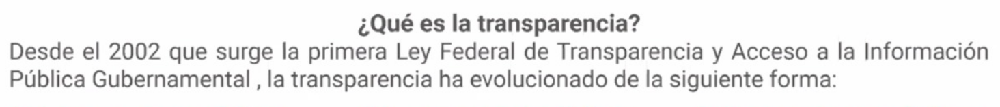 ¿Qué es la transparencia?
Desde el 2002 que surge la primera Ley Federal de Transparencia y Acceso a la Información
Pública Gubernamental , la transparencia ha evolucionado de la siguiente forma: